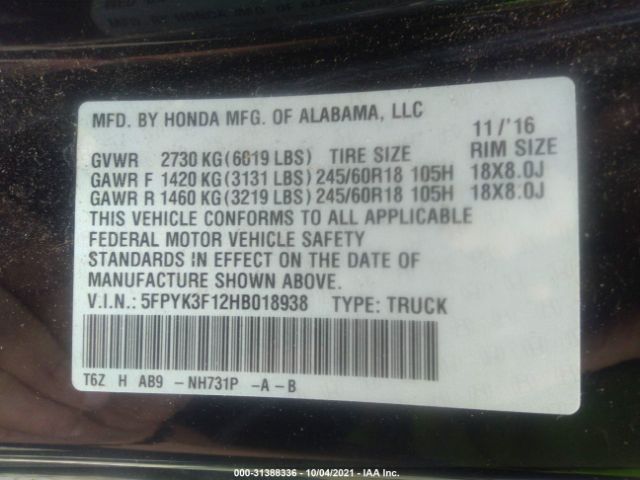 MFD. BY HONDA MFG. OF ALABAMA, LLC
11/'16
GVWR 2730 KG(6019 LBS) TIRE SIZE RIM SIZE
GAWR F 1420 KG(3131 LBS) 245/60R18 105H 18X8.0J
GAWR R 1460 KG(3219 LBS) 245/60R18 105H 18X8.0J
THIS VEHICLE CONFORMS TO ALL APPLICABLE
FEDERAL MOTOR VEHICLE SAFETY
STANDARDS IN EFFECT ON THE DATE OF
MANUFACTURE SHOWN ABOVE.
V.I.N.: 5FPYK3F12HB018938 TYPE: TRUCK
T6Z H AB9 -NH731P -A-B
000-31388336 - 10/04/2021 - IAA Inc.